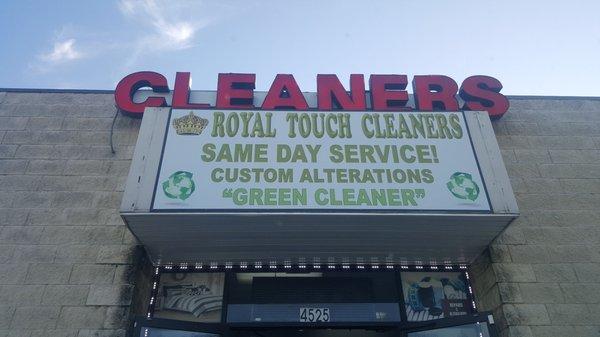 CLEANERS
ROYAL TOUCH CLEANERS
SAME DAY SERVICE!
CUSTOM ALTERATIONS
"GREEN CLEANER"
4525